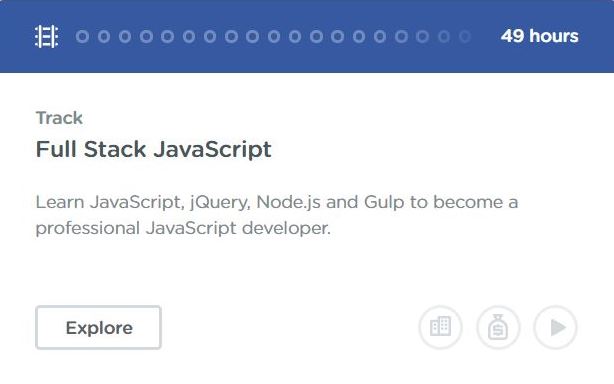 49 hours
Track
Full Stack JavaScript
Learn JavaScript, jQuery, Node.js and Gulp to become a
professional JavaScript developer.
Explore